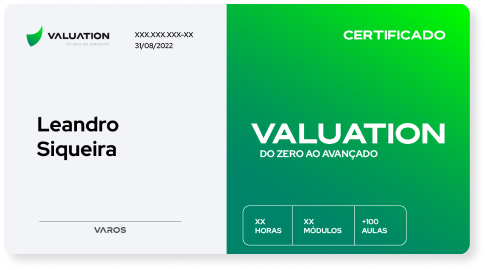 VALUATION
DO ZERO AO AVANÇADO
XXX.XXX.XXX-XX
31/08/2022
Leandro
Siqueira
VAROS
CERTIFICADO
VALUATION
DO ZERO AO AVANÇADO
XX
HORAS
XX
MÓDULOS
+100
AULAS